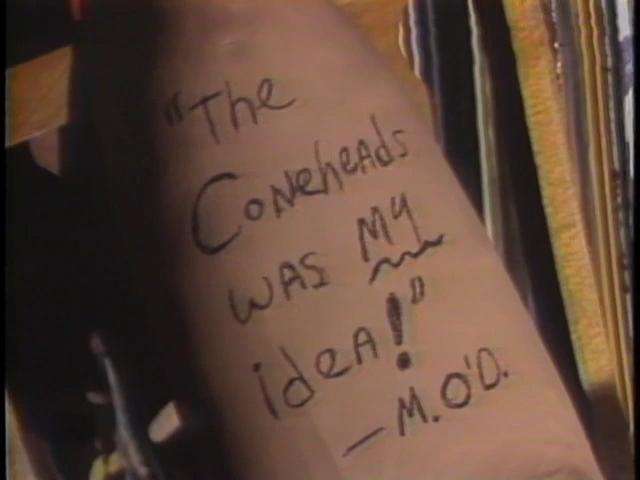 "The
Coneheads
was my
idea!"
— M. O'D.